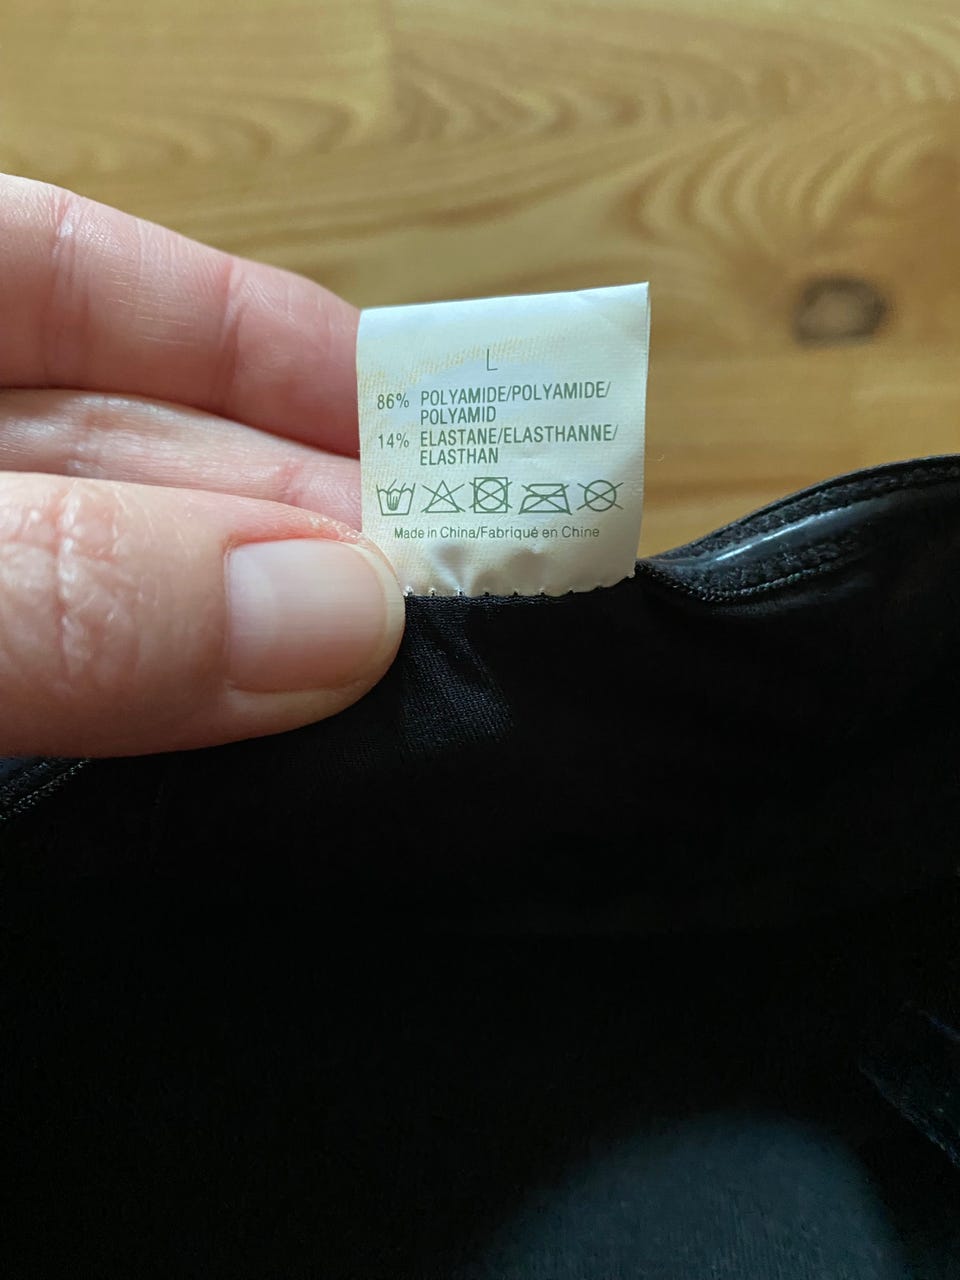 L
86% POLYAMIDE/POLYAMIDE/
POLYAMID
14% ELASTANE/ELASTHANNE/
ELASTHAN
Made in China/Fabriqué en Chine